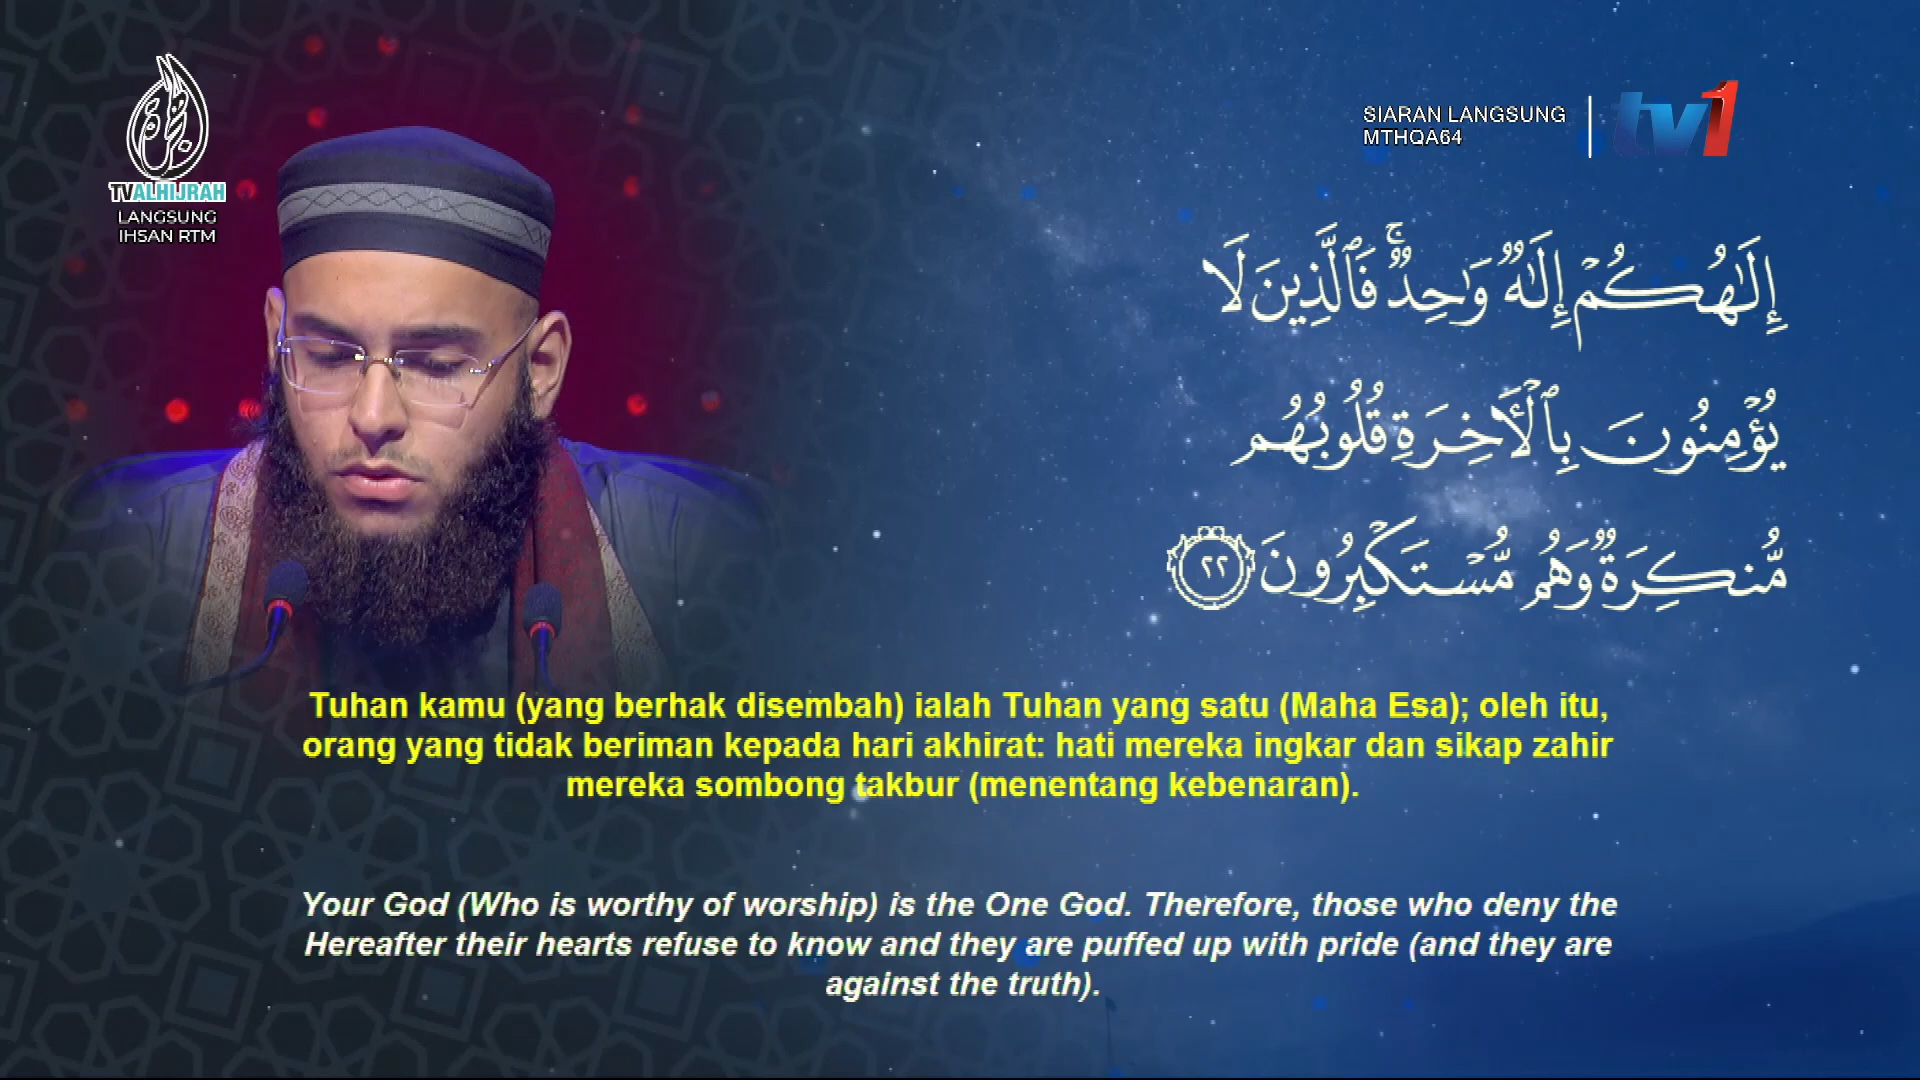 TVALHIJRAH
LANGSUNG
IHSAN RTM
SIARAN LANGSUNG
MTHQA64
tv1
إِلَٰهُكُمْ إِلَٰهٌ وَٰحِدٌ ۚ فَٱلَّذِينَ لَا
يُؤْمِنُونَ بِٱلْأَخِرَةِ قُلُوبُهُم
مُّنكِرَةٌ وَهُم مُّسْتَكْبِرُونَ ٢٢
Tuhan kamu (yang berhak disembah) ialah Tuhan yang satu (Maha Esa); oleh itu,
orang yang tidak beriman kepada hari akhirat: hati mereka ingkar dan sikap zahir
mereka sombong takbur (menentang kebenaran).
Your God (Who is worthy of worship) is the One God. Therefore, those who deny the
Hereafter their hearts refuse to know and they are puffed up with pride (and they are
against the truth).